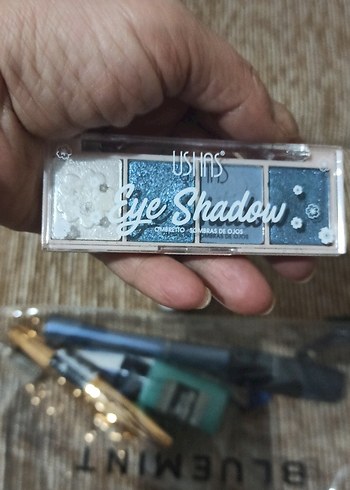 USHAS®
Eye Shadow
OMBRETTO · SOMBRAS DE OJOS
BLUEMINT